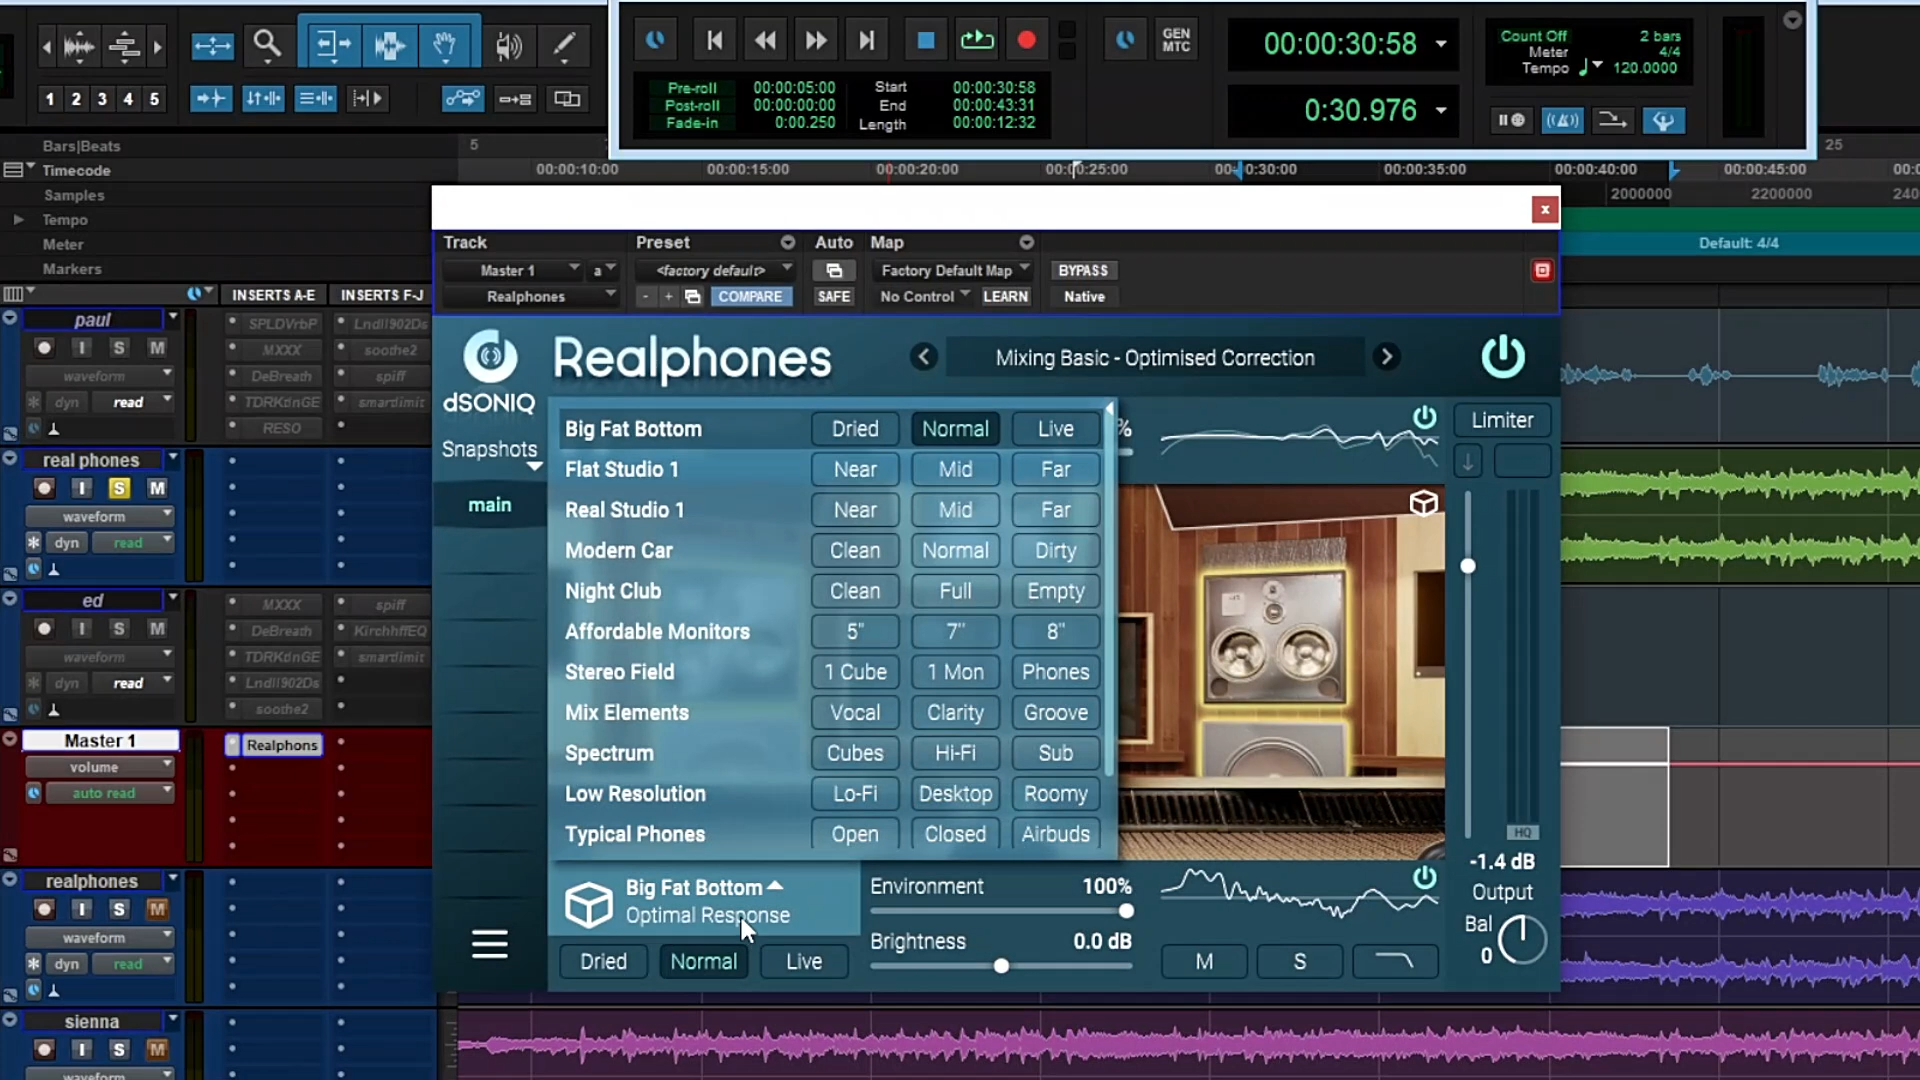 GEN
MTC
00:00:30:58
Count Off 2 bars
Meter 4/4
Tempo 120.0000
1 2 3 4 5
Pre-roll 00:00:05:00
Post-roll 00:00:00:00
Fade-in 0:00.250
Start 00:00:30:58
End 00:00:43:31
Length 00:00:12:32
0:30.976
Bars|Beats
5
25
Timecode
00:00:10:00 00:00:15:00 00:00:20:00 00:00:25:00 00:00:30:00 00:00:35:00 00:00:40:00 00:00:45:00
Samples
2000000 2200000
Tempo
Meter
Default: 4/4
Markers
INSERTS A-E INSERTS F-J
x
Track Preset Auto Map
Master 1 a <factory default> Factory Default Map BYPASS
Realphones - + COMPARE SAFE No Control LEARN Native
paul
I S M
waveform
dyn read
SPLDVrbP
MXXX
DeBreath
TDRKtlnGE
RESO
Lndll902Ds
soothe2
spiff
smartlimit
real phones
I S M
waveform
dyn read
ed
I S M
waveform
dyn read
MXXX
DeBreath
TDRKtlnGE
Lndll902Ds
soothe2
spiff
KirchhffEQ
smartlimit
Master 1
volume
auto read
Realphons
realphones
I S M
waveform
dyn read
sienna
I S M
waveform
dSONIQ
Realphones
Mixing Basic - Optimised Correction
Snapshots
main
Big Fat Bottom Dried Normal Live
Flat Studio 1 Near Mid Far
Real Studio 1 Near Mid Far
Modern Car Clean Normal Dirty
Night Club Clean Full Empty
Affordable Monitors 5" 7" 8"
Stereo Field 1 Cube 1 Mon Phones
Mix Elements Vocal Clarity Groove
Spectrum Cubes Hi-Fi Sub
Low Resolution Lo-Fi Desktop Roomy
Typical Phones Open Closed Airbuds
%
Limiter
HQ
-1.4 dB
Output
Bal
0
Big Fat Bottom
Optimal Response
Dried Normal Live
Environment 100%
Brightness 0.0 dB
M S